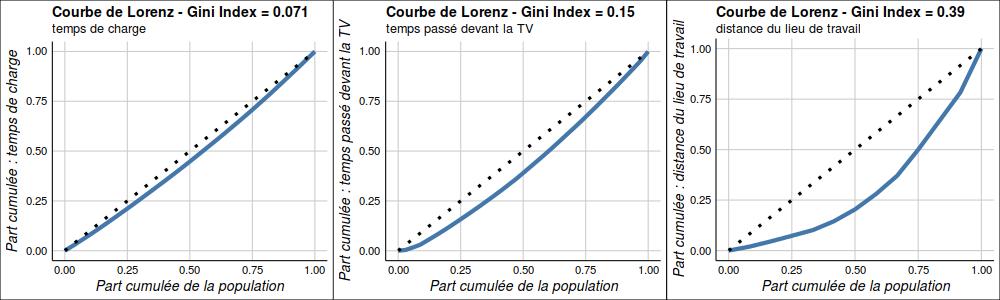 Courbe de Lorenz - Gini Index = 0.071
temps de charge
Part cumulée : temps de charge
1.00
0.75
0.50
0.25
0.00
0.00 0.25 0.50 0.75 1.00
Part cumulée de la population
Courbe de Lorenz - Gini Index = 0.15
temps passé devant la TV
Part cumulée : temps passé devant la TV
1.00
0.75
0.50
0.25
0.00
0.00 0.25 0.50 0.75 1.00
Part cumulée de la population
Courbe de Lorenz - Gini Index = 0.39
distance du lieu de travail
Part cumulée : distance du lieu de travail
1.00
0.75
0.50
0.25
0.00
0.00 0.25 0.50 0.75 1.00
Part cumulée de la population